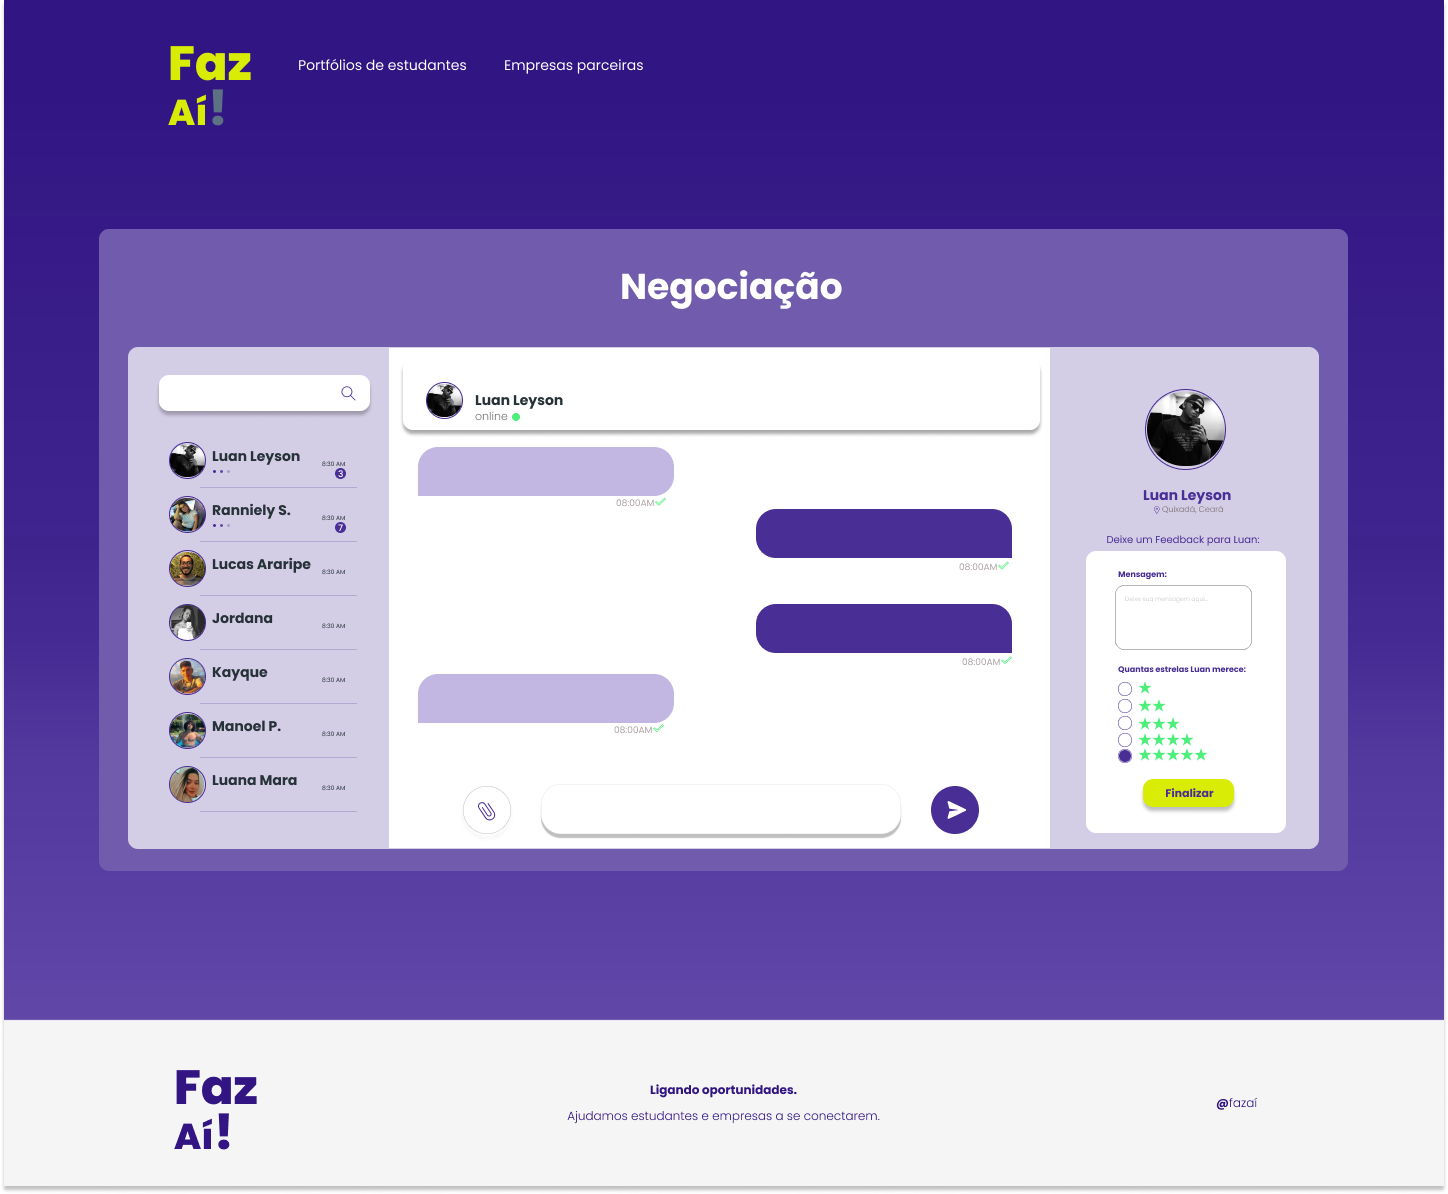 Faz
Aí!
Portfólios de estudantes
Empresas parceiras
Negociação
Luan Leyson
8:30 AM
3
Ranniely S.
8:30 AM
7
Lucas Araripe
8:30 AM
Jordana
8:30 AM
Kayque
8:30 AM
Manoel P.
8:30 AM
Luana Mara
8:30 AM
Luan Leyson
online
08:00AM
08:00AM
08:00AM
08:00AM
Luan Leyson
Quixadá, Ceará
Deixe um Feedback para Luan:
Mensagem:
Deixe sua mensagem aqui...
Quantas estrelas Luan merece:
Finalizar
Faz
Aí!
Ligando oportunidades.
Ajudamos estudantes e empresas a se conectarem.
@fazaí